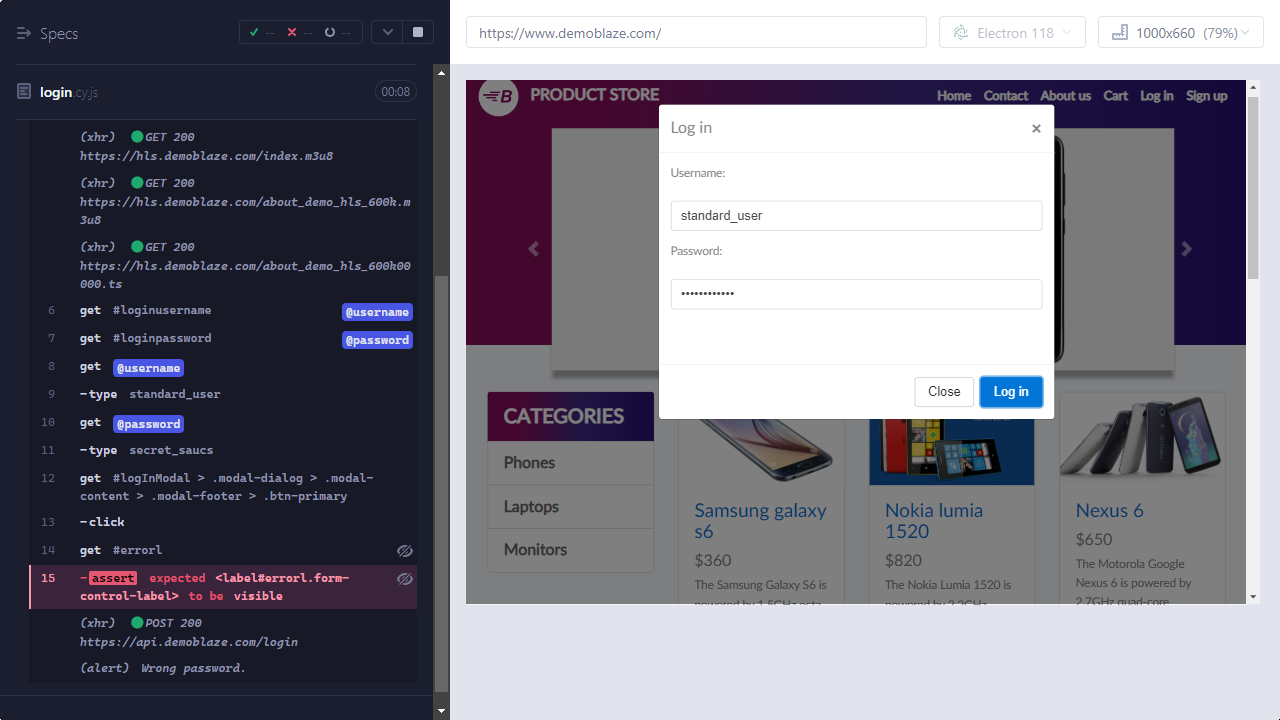 Specs
-- -- --
login.cy.js 00:08
(xhr) GET 200
https://hls.demoblaze.com/index.m3u8
(xhr) GET 200
https://hls.demoblaze.com/about_demo_hls_600k.m
3u8
(xhr) GET 200
https://hls.demoblaze.com/about_demo_hls_600k00
000.ts
6 get #loginusername @username
7 get #loginpassword @password
8 get @username
9 -type standard_user
10 get @password
11 -type secret_saucs
12 get #logInModal > .modal-dialog > .modal-
content > .modal-footer > .btn-primary
13 -click
14 get #errorl
15 -assert expected <label#errorl.form-
control-label> to be visible
(xhr) POST 200
https://api.demoblaze.com/login
(alert) Wrong password.
https://www.demoblaze.com/
Electron 118
1000x660 (79%)
B PRODUCT STORE
Home Contact About us Cart Log in Sign up
Log in ×
Username:
standard_user
Password:
••••••••••••
Close Log in
CATEGORIES
Phones
Laptops
Monitors
Samsung galaxy
s6
$360
The Samsung Galaxy S6 is
powered by 1.5GHz octa-
Nokia lumia
1520
$820
The Nokia Lumia 1520 is
powered by 2.2GHz
Nexus 6
$650
The Motorola Google
Nexus 6 is powered by
2.7GHz quad-core